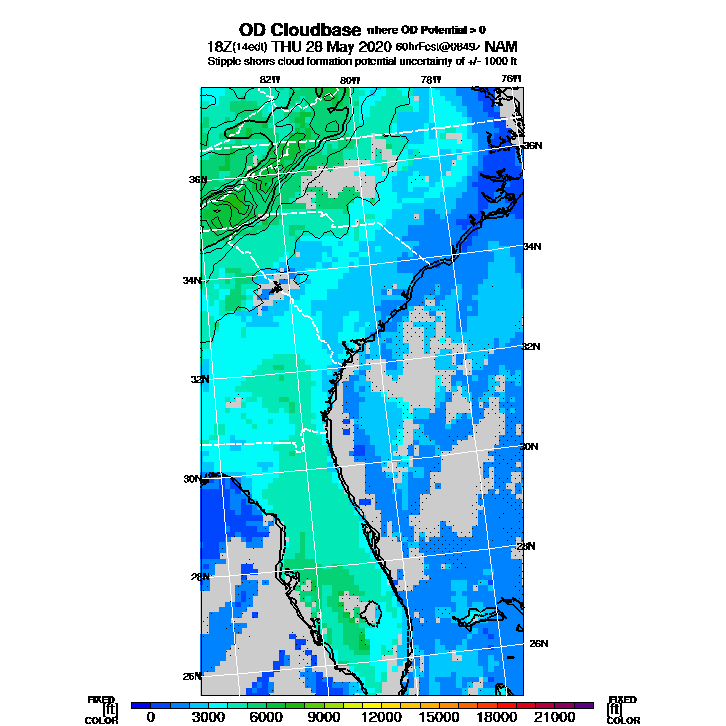 OD Cloudbase where OD Potential > 0
18Z(14edt) THU 28 May 2020 60hrFcst@0849z NAM
Stipple shows cloud formation potential uncertainty of +/- 1000 ft
82W 80W 78W 76W
36N
36N
34N
34N
32N
32N
30N
30N
28N
28N
26N
26N
FIXED FIXED
[ft] [ft]
COLOR 0 3000 6000 9000 12000 15000 18000 21000 COLOR